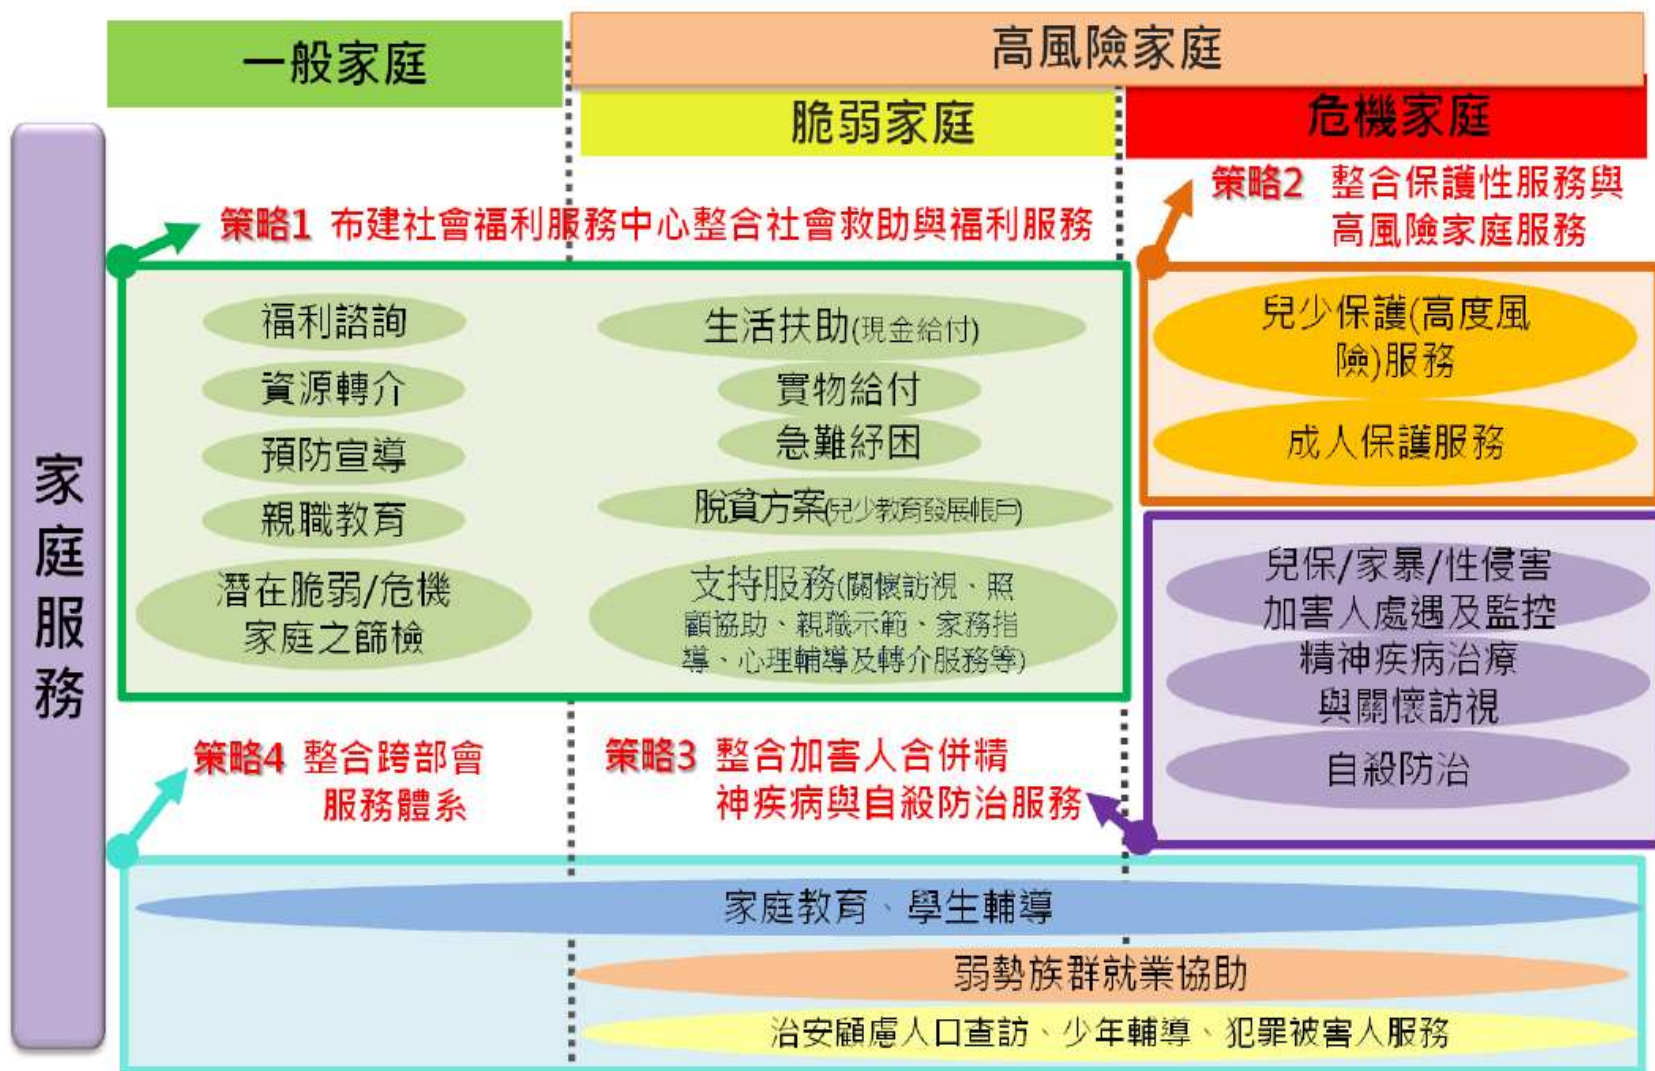 一般家庭
高風險家庭
脆弱家庭
危機家庭
家庭服務
策略1 布建社會福利服務中心整合社會救助與福利服務
策略2 整合保護性服務與
高風險家庭服務
福利諮詢
資源轉介
預防宣導
親職教育
潛在脆弱/危機
家庭之篩檢
生活扶助(現金給付)
實物給付
急難紓困
脫貧方案(兒少教育發展帳戶)
支持服務(關懷訪視、照
顧協助、親職示範、家務指
導、心理輔導及轉介服務等)
兒少保護(高度風
險)服務
成人保護服務
兒保/家暴/性侵害
加害人處遇及監控
精神疾病治療
與關懷訪視
自殺防治
策略4 整合跨部會
服務體系
策略3 整合加害人合併精
神疾病與自殺防治服務
家庭教育、學生輔導
弱勢族群就業協助
治安顧慮人口查訪、少年輔導、犯罪被害人服務